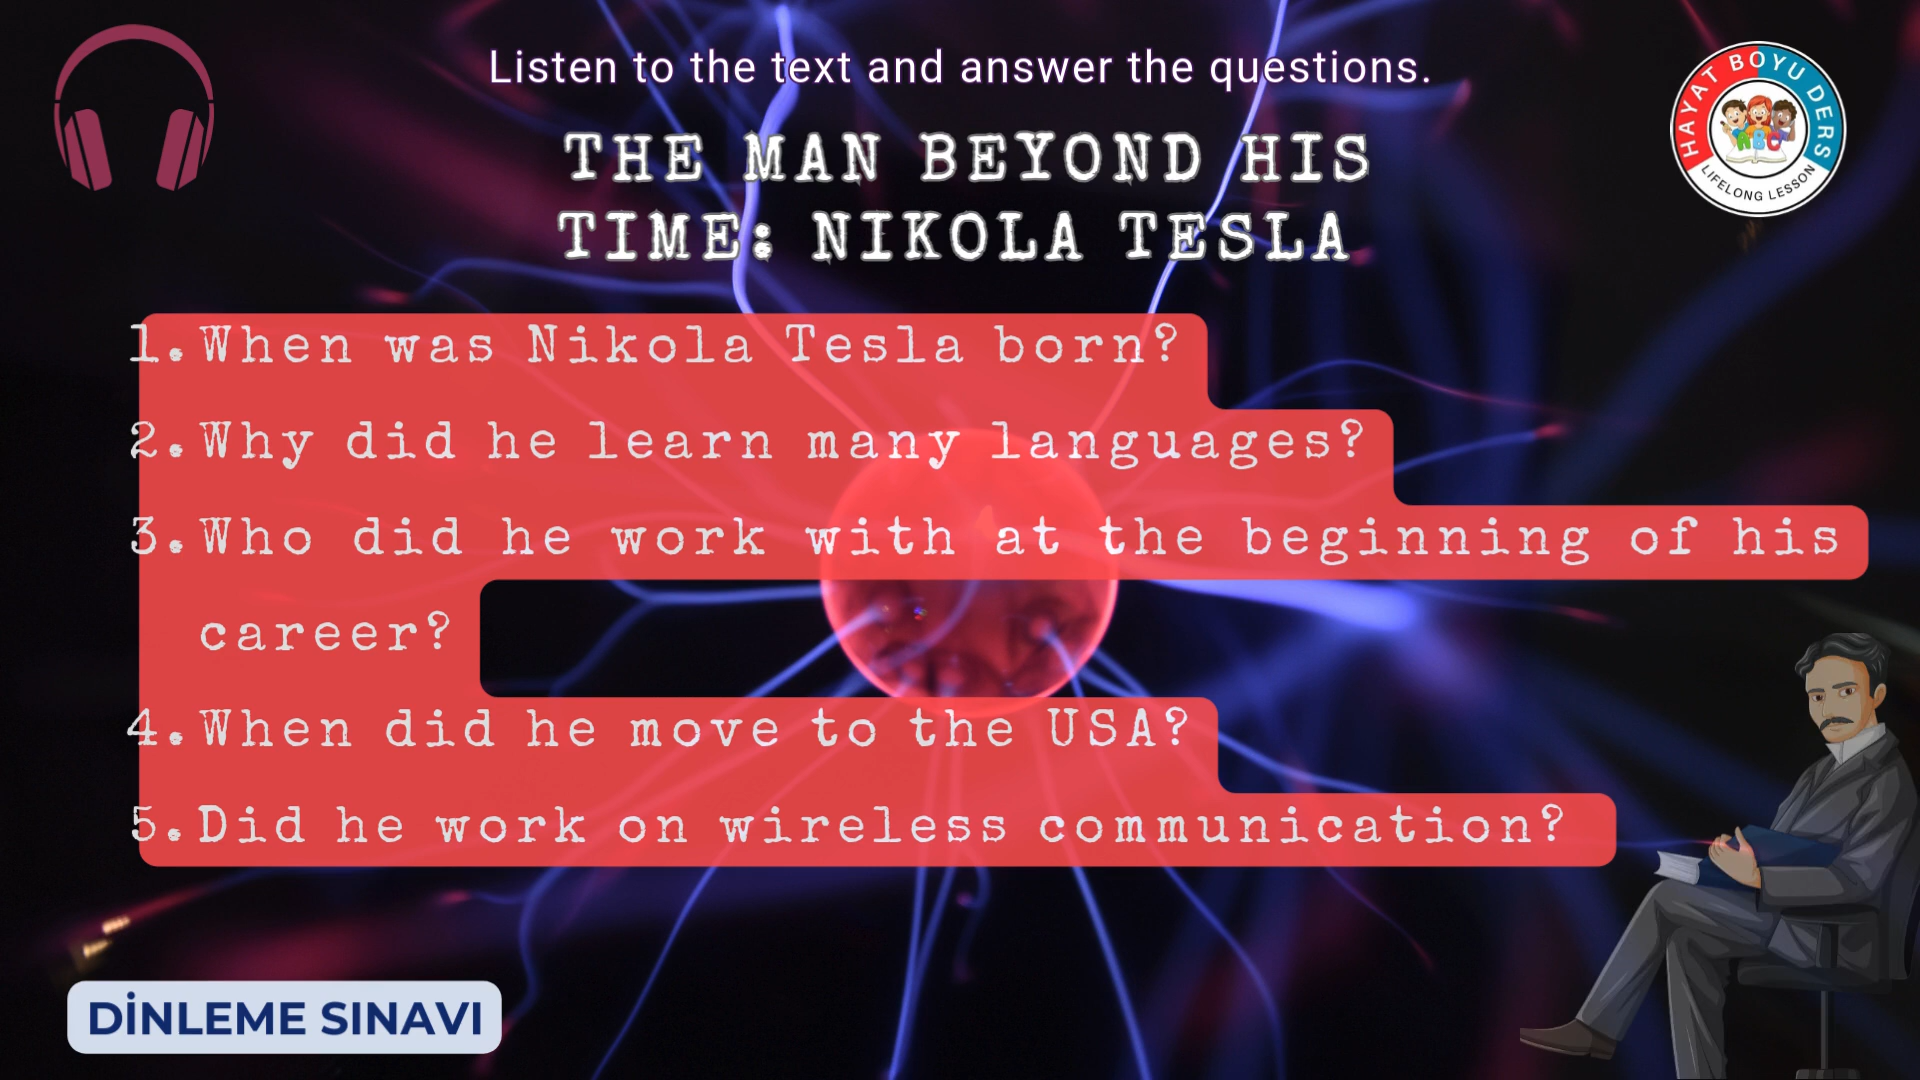 Listen to the text and answer the questions.
HAYAT BOYU DERS
ABC
LIFELONG LESSON
THE MAN BEYOND HIS
TIME: NIKOLA TESLA
1. When was Nikola Tesla born?
2. Why did he learn many languages?
3. Who did he work with at the beginning of his
career?
4. When did he move to the USA?
5. Did he work on wireless communication?
DİNLEME SINAVI